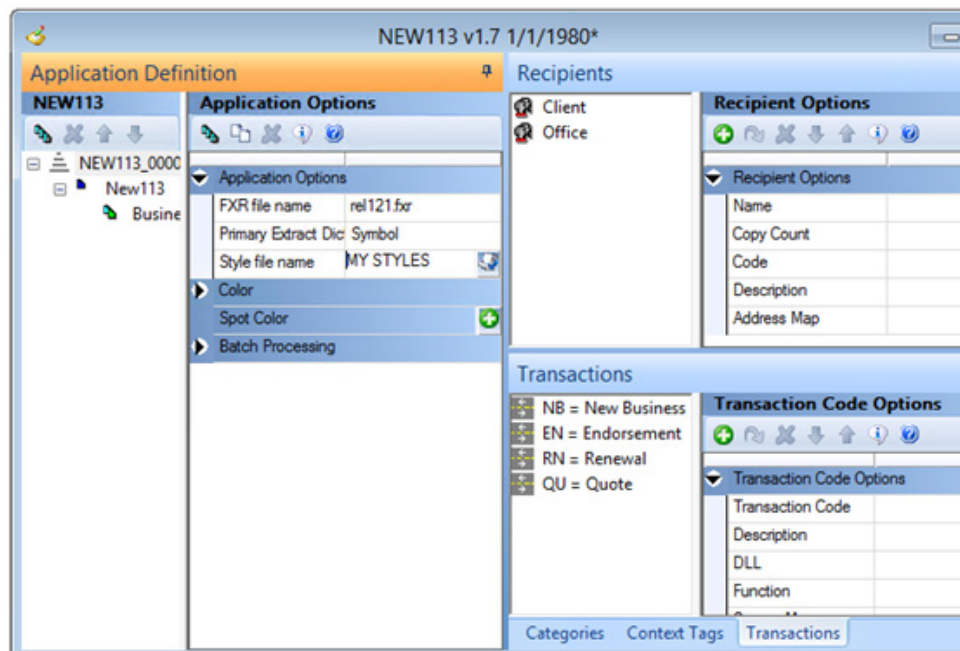 NEW113 v1.7 1/1/1980*
Application Definition
NEW113
NEW113_0000
New113
Busine
Application Options
Application Options
FXR file name rel121.fxr
Primary Extract Dict Symbol
Style file name MY STYLES
Color
Spot Color
Batch Processing
Recipients
Client
Office
Recipient Options
Recipient Options
Name
Copy Count
Code
Description
Address Map
Transactions
NB = New Business
EN = Endorsement
RN = Renewal
QU = Quote
Transaction Code Options
Transaction Code Options
Transaction Code
Description
DLL
Function
Categories Context Tags Transactions